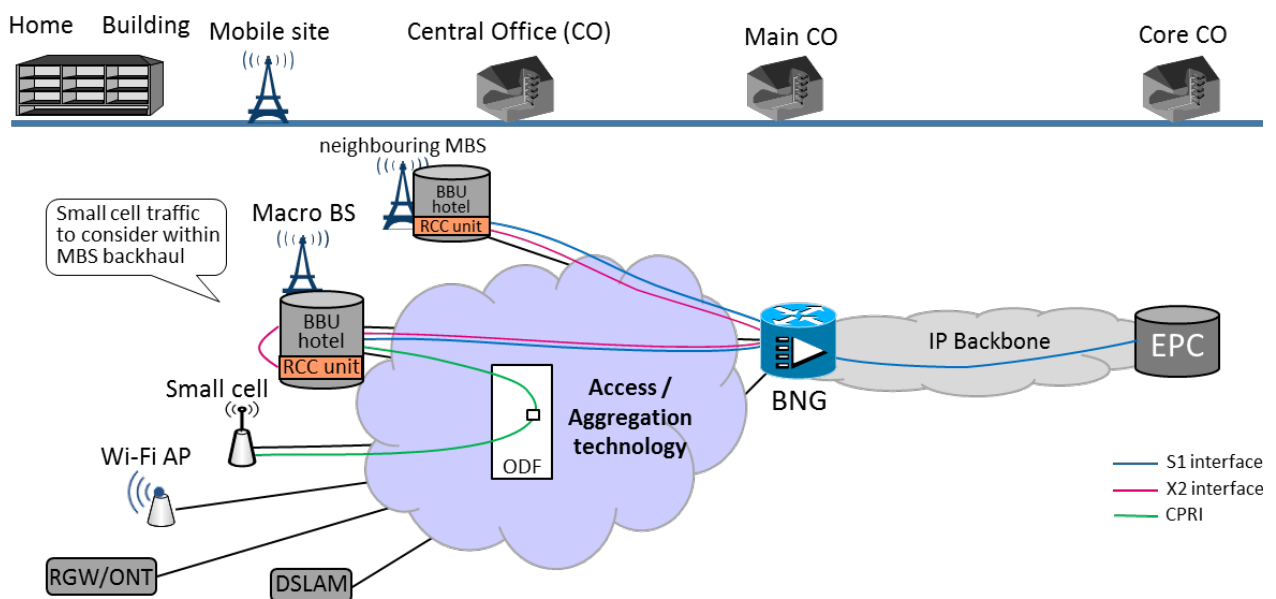 Home Building Mobile site Central Office (CO) Main CO Core CO
neighbouring MBS
BBU
hotel
RCC unit
Macro BS
Small cell traffic
to consider within
MBS backhaul
BBU
hotel
RCC unit
IP Backbone
EPC
BNG
Small cell
Access /
Aggregation
technology
ODF
Wi-Fi AP
S1 interface
X2 interface
CPRI
RGW/ONT
DSLAM